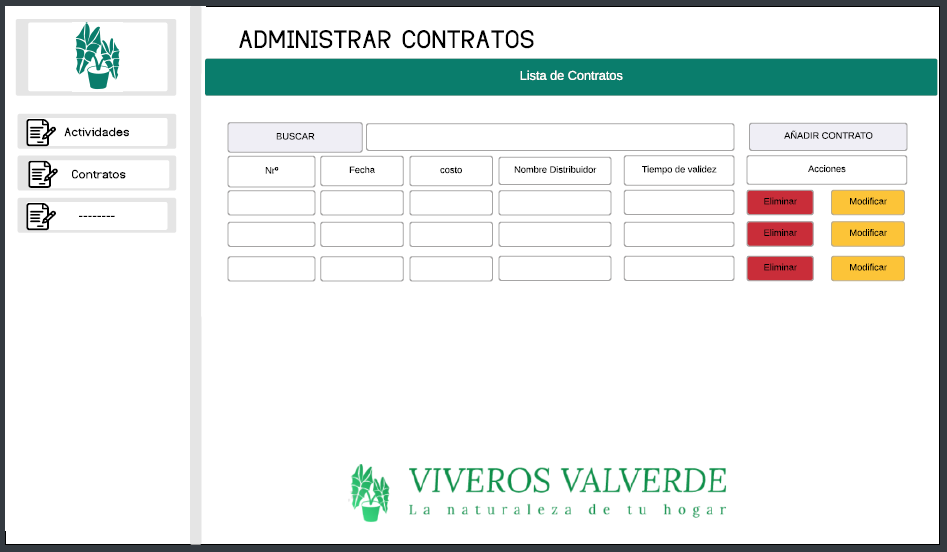 ADMINISTRAR CONTRATOS
Lista de Contratos
Actividades
Contratos
--------
BUSCAR
AÑADIR CONTRATO
Nrº Fecha costo Nombre Distribuidor Tiempo de validez Acciones
Eliminar Modificar
Eliminar Modificar
Eliminar Modificar
VIVEROS VALVERDE
La naturaleza de tu hogar